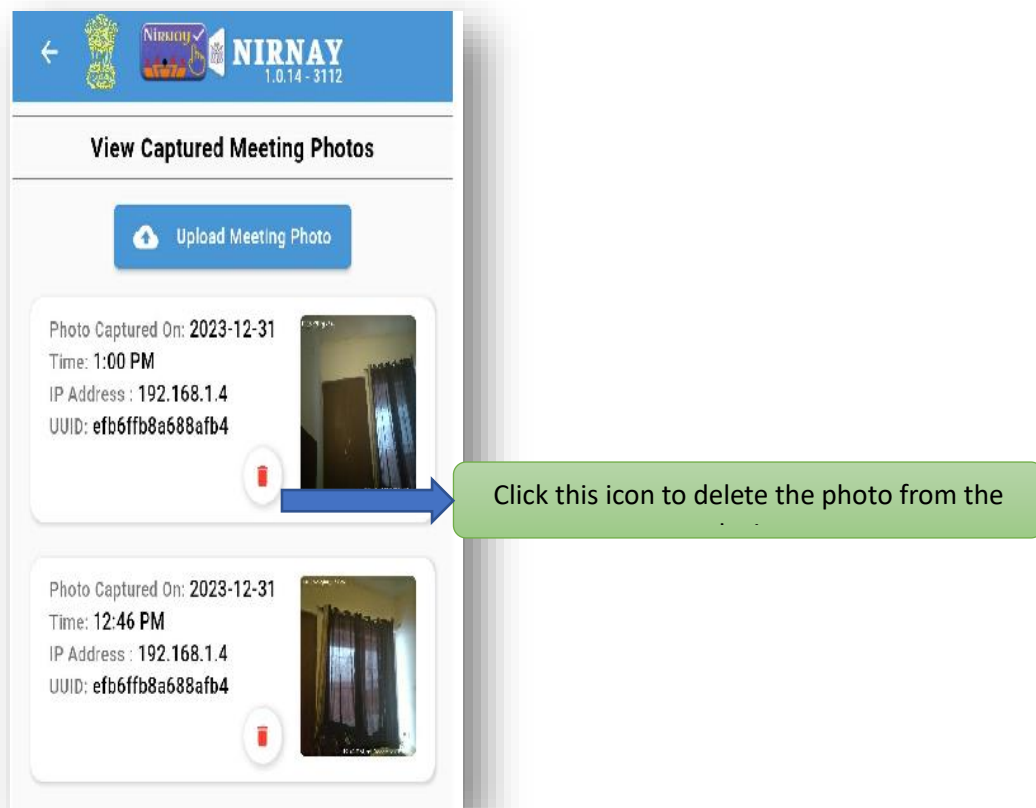 Nirnay
NIRNAY
1.0.14 - 3112
View Captured Meeting Photos
Upload Meeting Photo
Photo Captured On: 2023-12-31
Time: 1:00 PM
IP Address : 192.168.1.4
UUID: efb6ffb8a688afb4
Click this icon to delete the photo from the
Photo Captured On: 2023-12-31
Time: 12:46 PM
IP Address : 192.168.1.4
UUID: efb6ffb8a688afb4